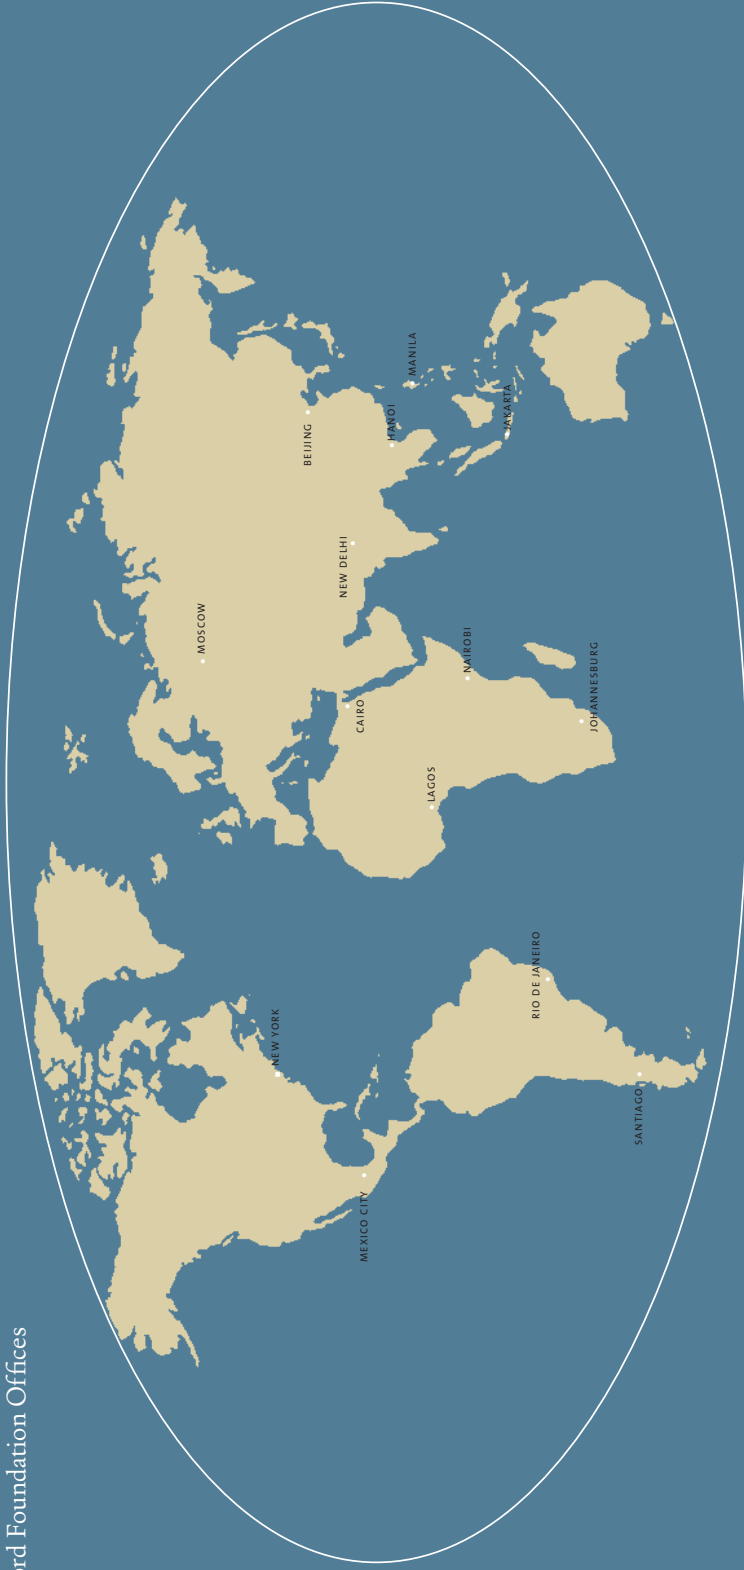 ord Foundation Offices
MOSCOW
NEW YORK
BEIJING
NEW DELHI
CAIRO
MEXICO CITY
HANOI
MANILA
LAGOS
NAIROBI
JAKARTA
RIO DE JANEIRO
JOHANNESBURG
SANTIAGO